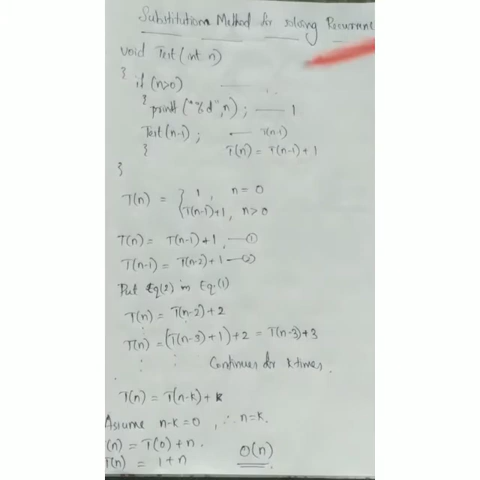 Substitution Method for solving Recurrence
void Test (int n)
{ if (n>0)
{ printf ("%d",n) ; —— 1
Test (n-1) ; ← T(n-1)
} T(n) = T(n-1)+1
}
T(n) = { 1 , n = 0
T(n-1)+1, n>0
T(n) = T(n-1)+1 —①
T(n-1) = T(n-2)+1 —②
Put Eq(2) in Eq.(1)
T(n) = T(n-2)+2
T(n) = (T(n-3)+1)+2 = T(n-3)+3
Continues for k times.
T(n) = T(n-k)+k
Assume n-k=0 , ∴ n=k.
T(n) = T(0)+n .
T(n) = 1+n O(n)